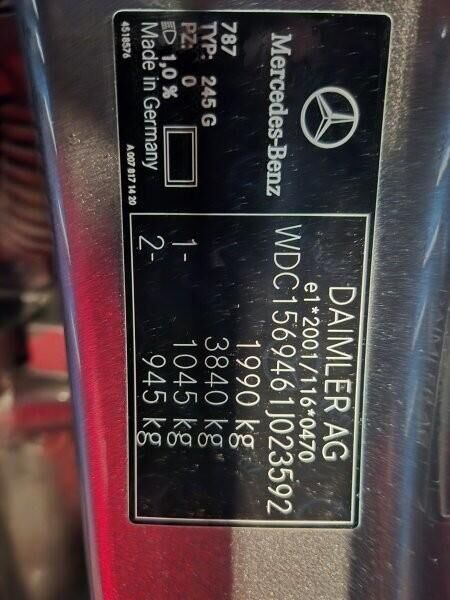 Mercedes-Benz
787
TYP: 245 G
PZ: 0
1,0 %
Made in Germany
4518576
A 007 817 14 20
DAIMLER AG
e1*2001/116*0470
WDC1569461J023592
1990 kg
3840 kg
1- 1045 kg
2- 945 kg